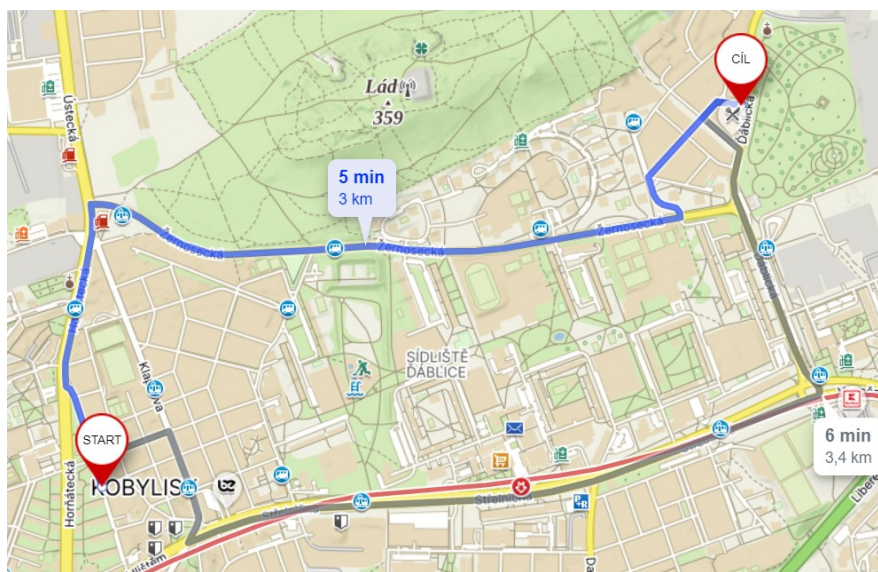 CÍL
Ládví
359
Ústecká
Ďáblická
5 min
3 km
Žernosecká
Žernosecká
Žernosecká
Ďáblická
SÍDLIŠTĚ
ĎÁBLICE
START
KOBYLISY
Horňátecká
Střelničná
Střelničná
P+R
K
6 min
3,4 km